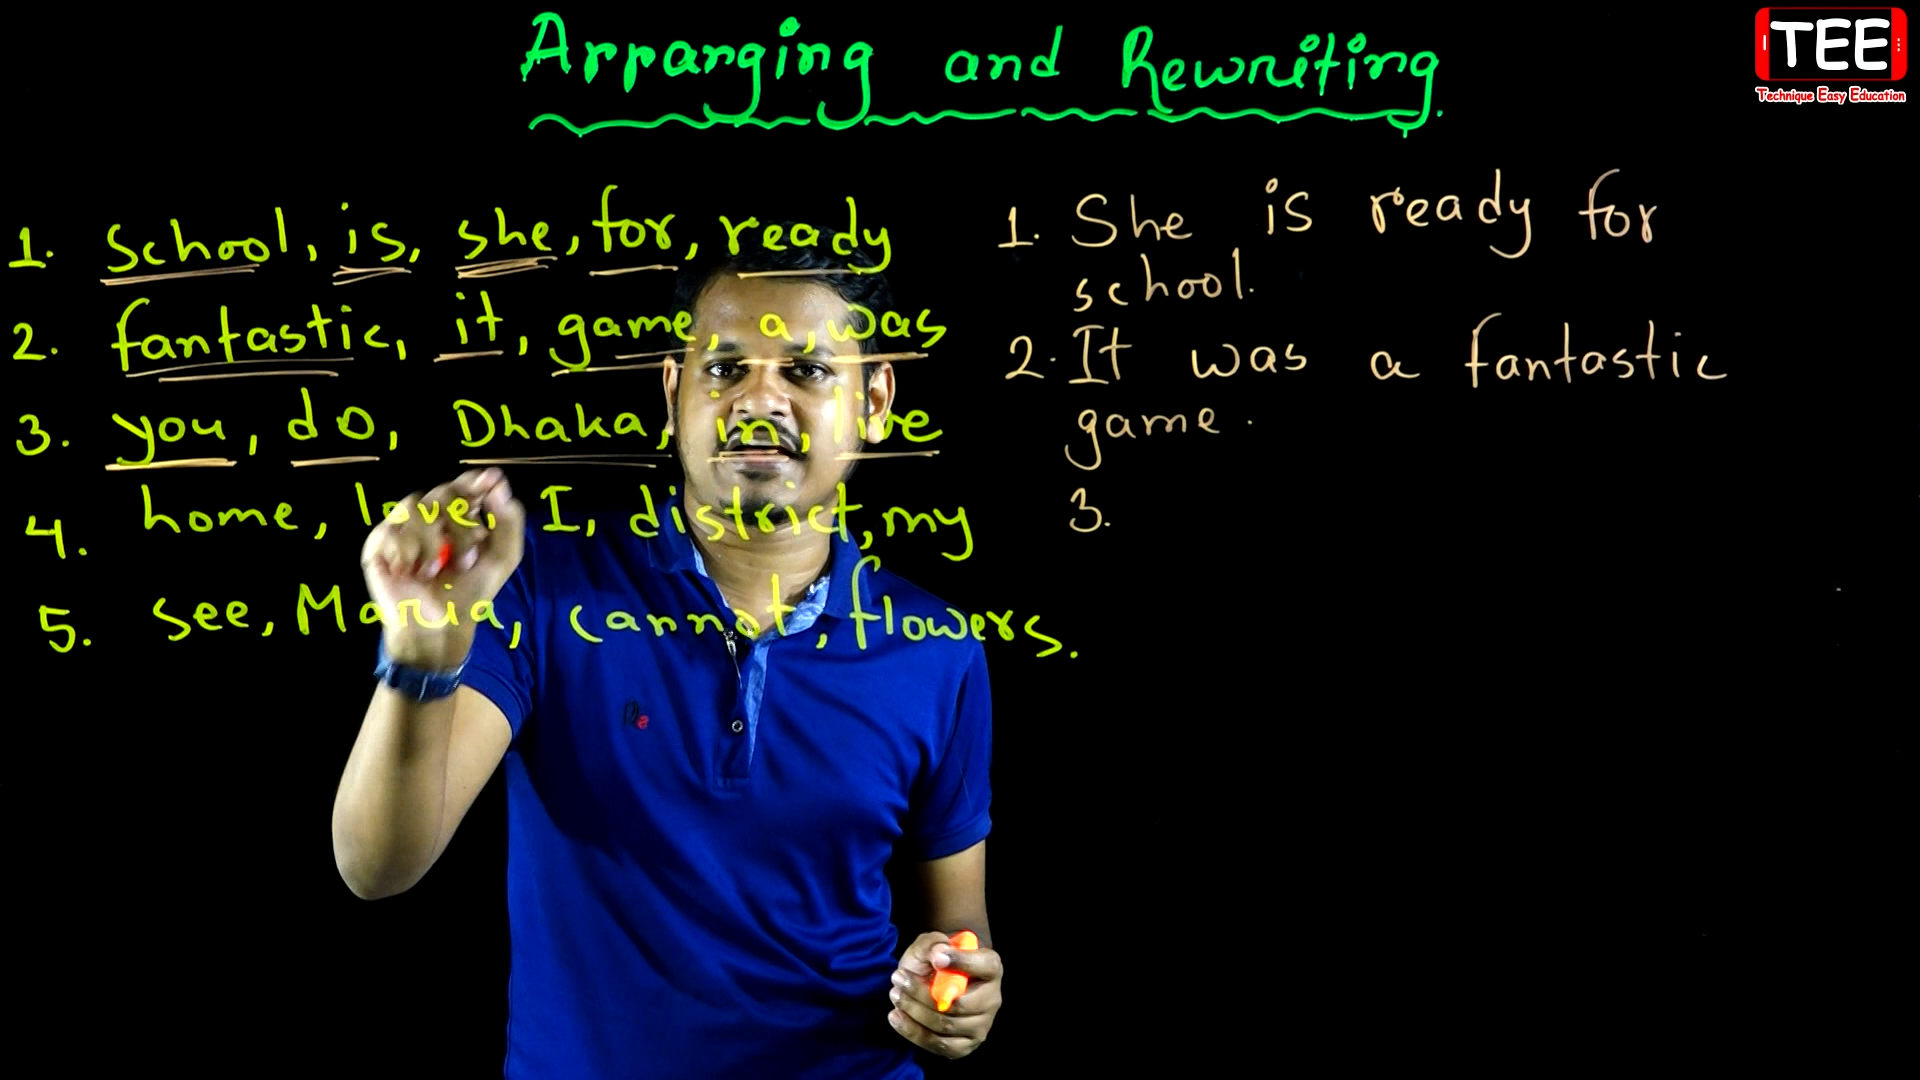 Arranging and Rewriting
TEE
Technique Easy Education
1. School, is, she, for, ready
2. fantastic, it, game, a, was
3. you, do, Dhaka, in, live
4. home, love, I, district, my
5. see, Maria, cannot, flowers.
1. She is ready for
school.
2. It was a fantastic
game.
3.